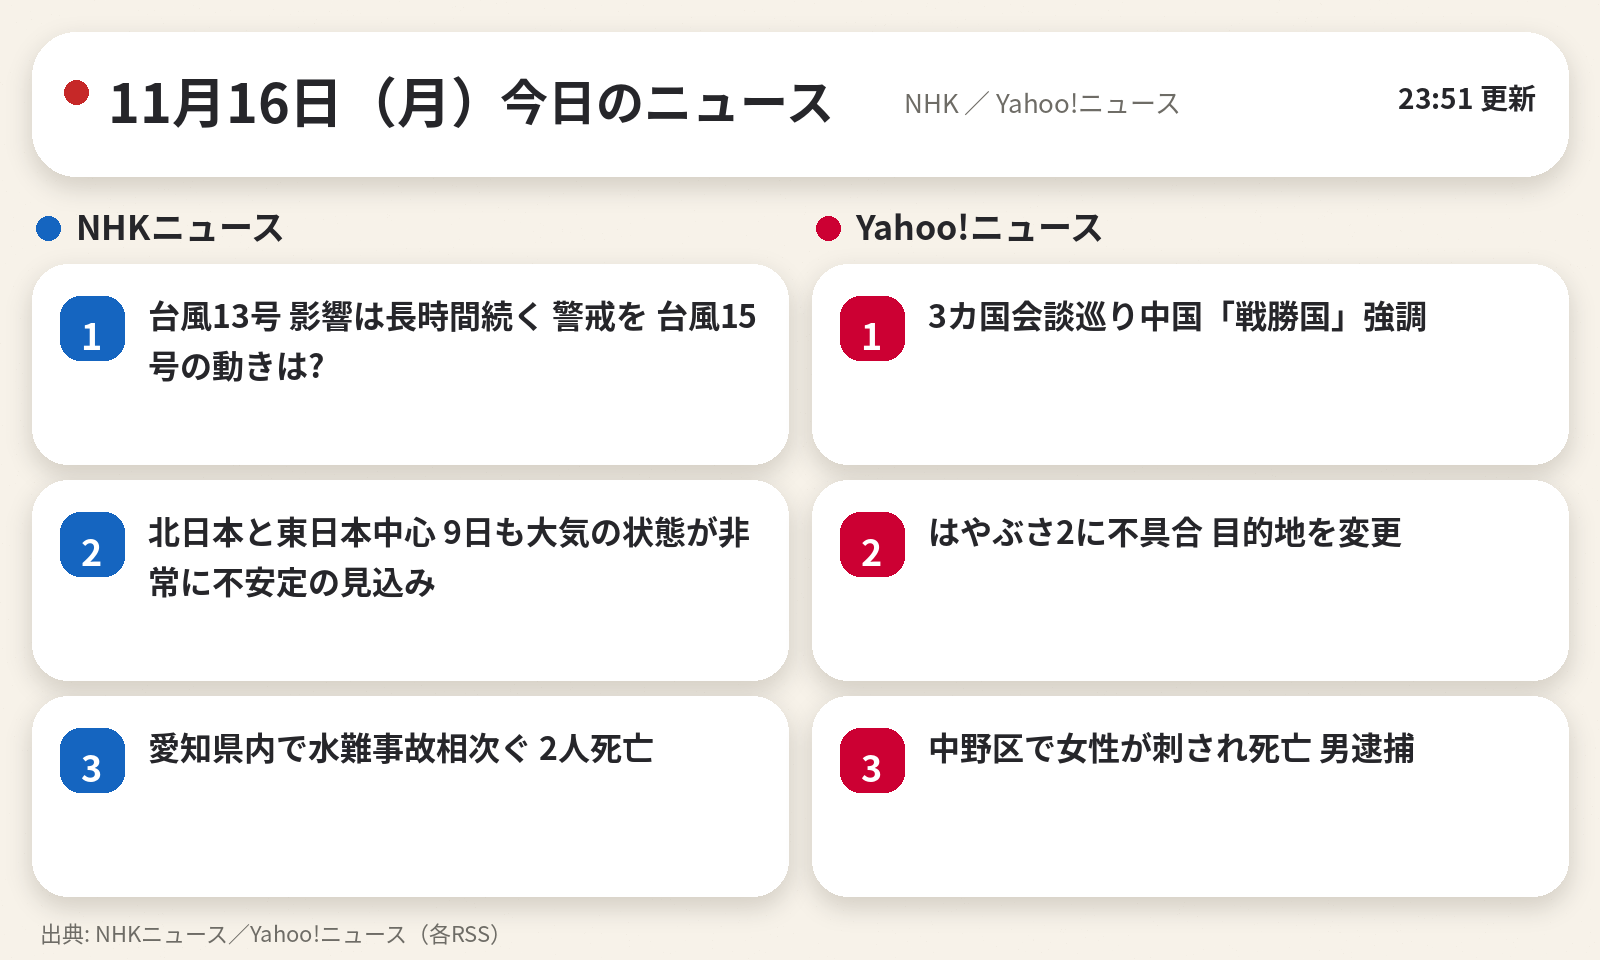 11月16日（月）今日のニュース
NHK ／ Yahoo!ニュース
23:51 更新
NHKニュース
1
台風13号 影響は長時間続く 警戒を 台風15
号の動きは?
2
北日本と東日本中心 9日も大気の状態が非
常に不安定の見込み
3
愛知県内で水難事故相次ぐ 2人死亡
Yahoo!ニュース
1
3カ国会談巡り中国「戦勝国」強調
2
はやぶさ2に不具合 目的地を変更
3
中野区で女性が刺され死亡 男逮捕
出典: NHKニュース／Yahoo!ニュース（各RSS）